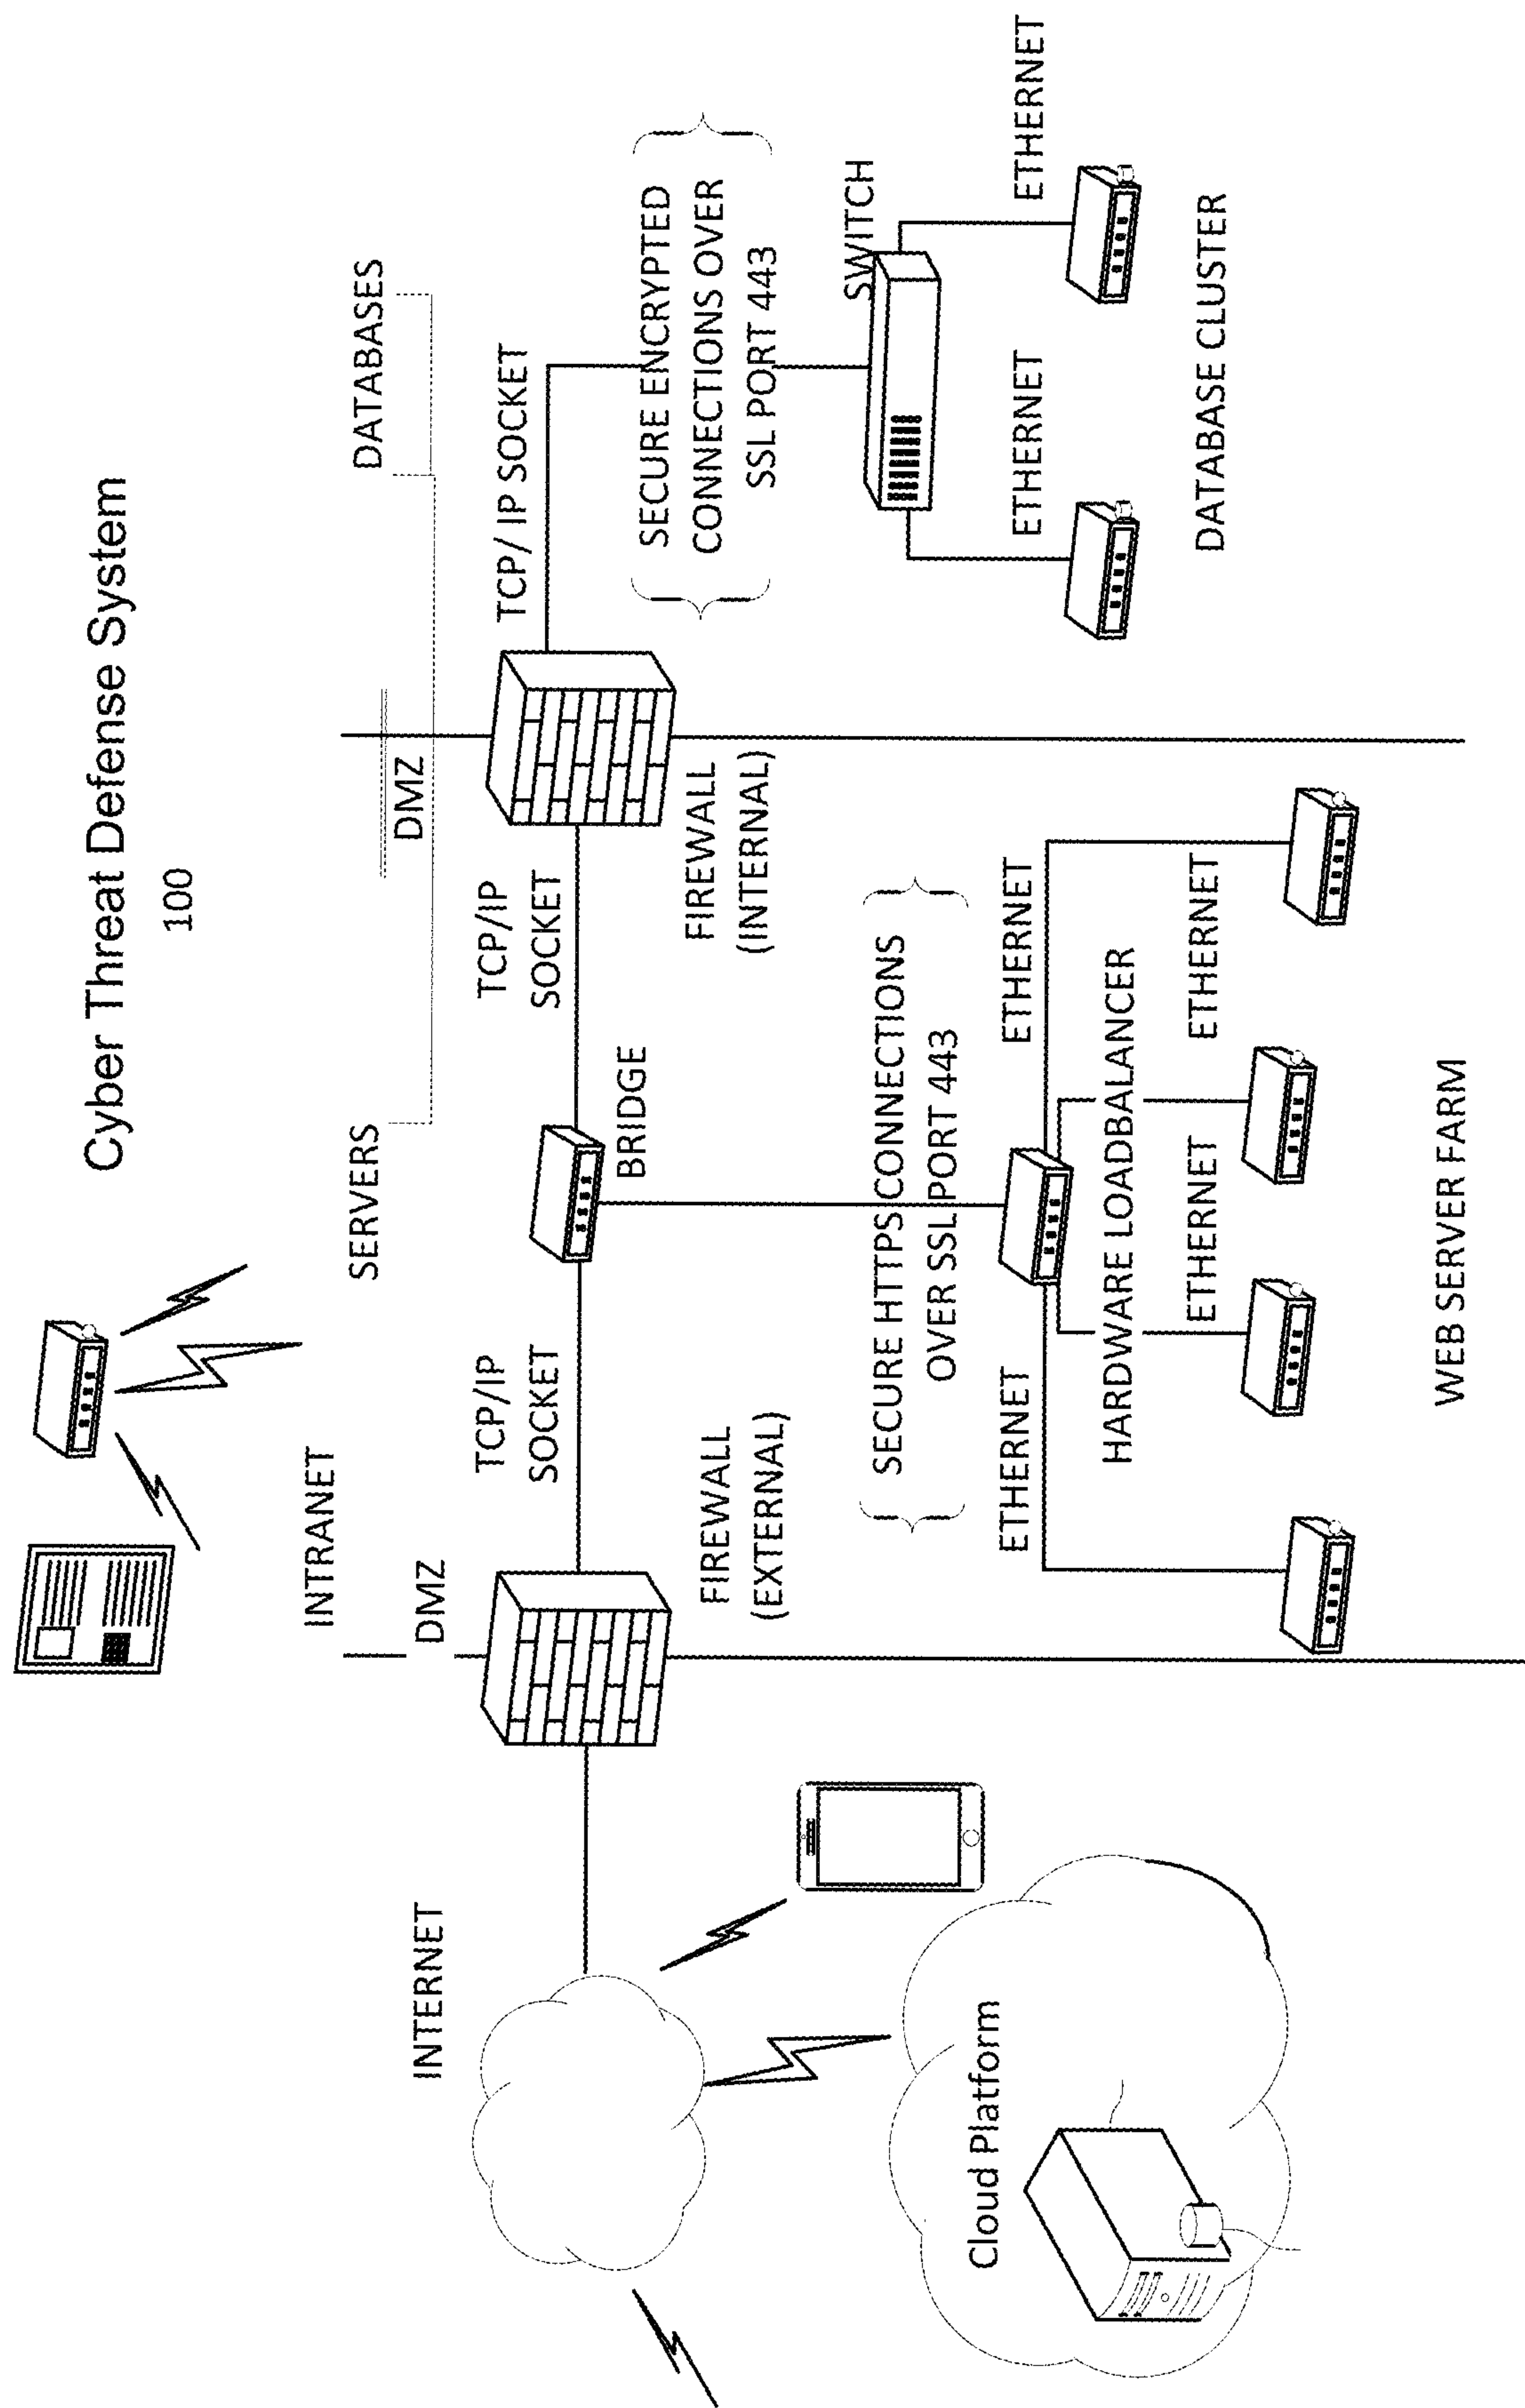 Cyber Threat Defense System
100
INTRANET
SERVERS
DATABASES
INTERNET
DMZ
DMZ
TCP/IP
SOCKET
TCP/IP
SOCKET
TCP/ IP SOCKET
BRIDGE
FIREWALL
(EXTERNAL)
FIREWALL
(INTERNAL)
SECURE ENCRYPTED
CONNECTIONS OVER
SSL PORT 443
SWITCH
SECURE HTTPS CONNECTIONS
OVER SSL PORT 443
Cloud Platform
ETHERNET
ETHERNET
ETHERNET
ETHERNET
HARDWARE LOADBALANCER
ETHERNET
ETHERNET
DATABASE CLUSTER
WEB SERVER FARM